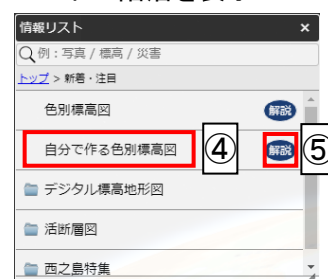 情報リスト ×
例：写真 / 標高 / 災害
トップ > 新着・注目
色別標高図 解説
自分で作る色別標高図 ④ 解説 ⑤
デジタル標高地形図
活断層図
西之島特集